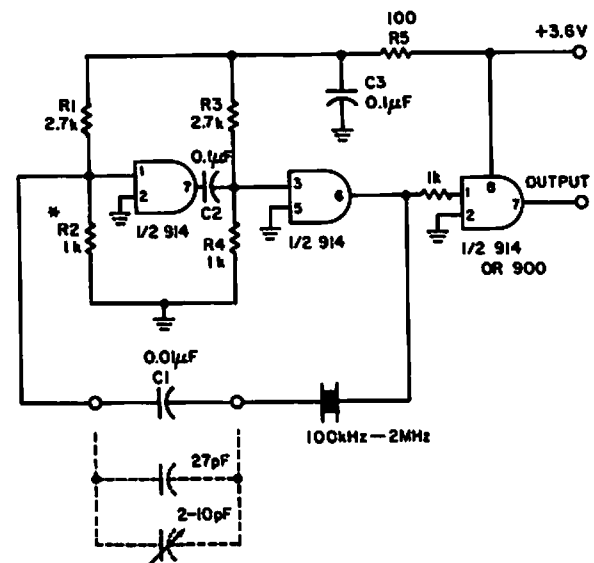 100
R5
+3.6V
R1
2.7k
R3
2.7k
C3
0.1μF
0.1μF
C2
1
2
7
3
5
6
1k
1
2
8
7
OUTPUT
*
R2
1k
1/2 914
R4
1k
1/2 914
1/2 914
OR 900
0.01μF
C1
100kHz-2MHz
27pF
2-10pF